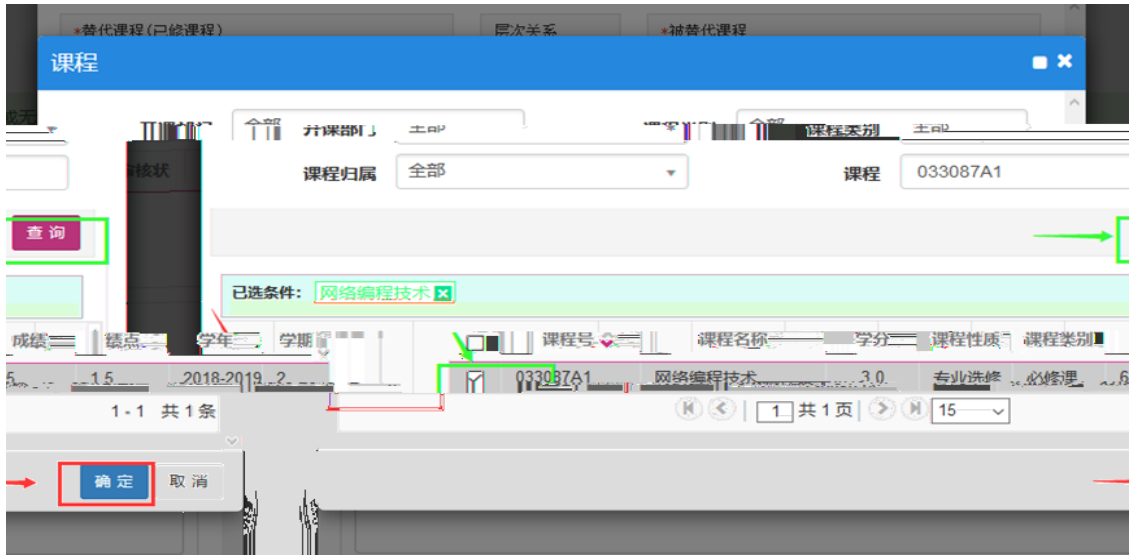 *替代课程(已修课程) 层次关系 *被替代课程
课程
开课部门 全部 课程类别 全部
课程归属 全部 课程 033087A1
查询
已选条件: 网络编程技术
成绩 绩点 学年 学期 课程号 课程名称 学分 课程性质 课程类别
1.5 2018-2019 2 033087A1 网络编程技术 3.0 专业选修 必修课
1-1 共1条 1 共1页 15
确定 取消